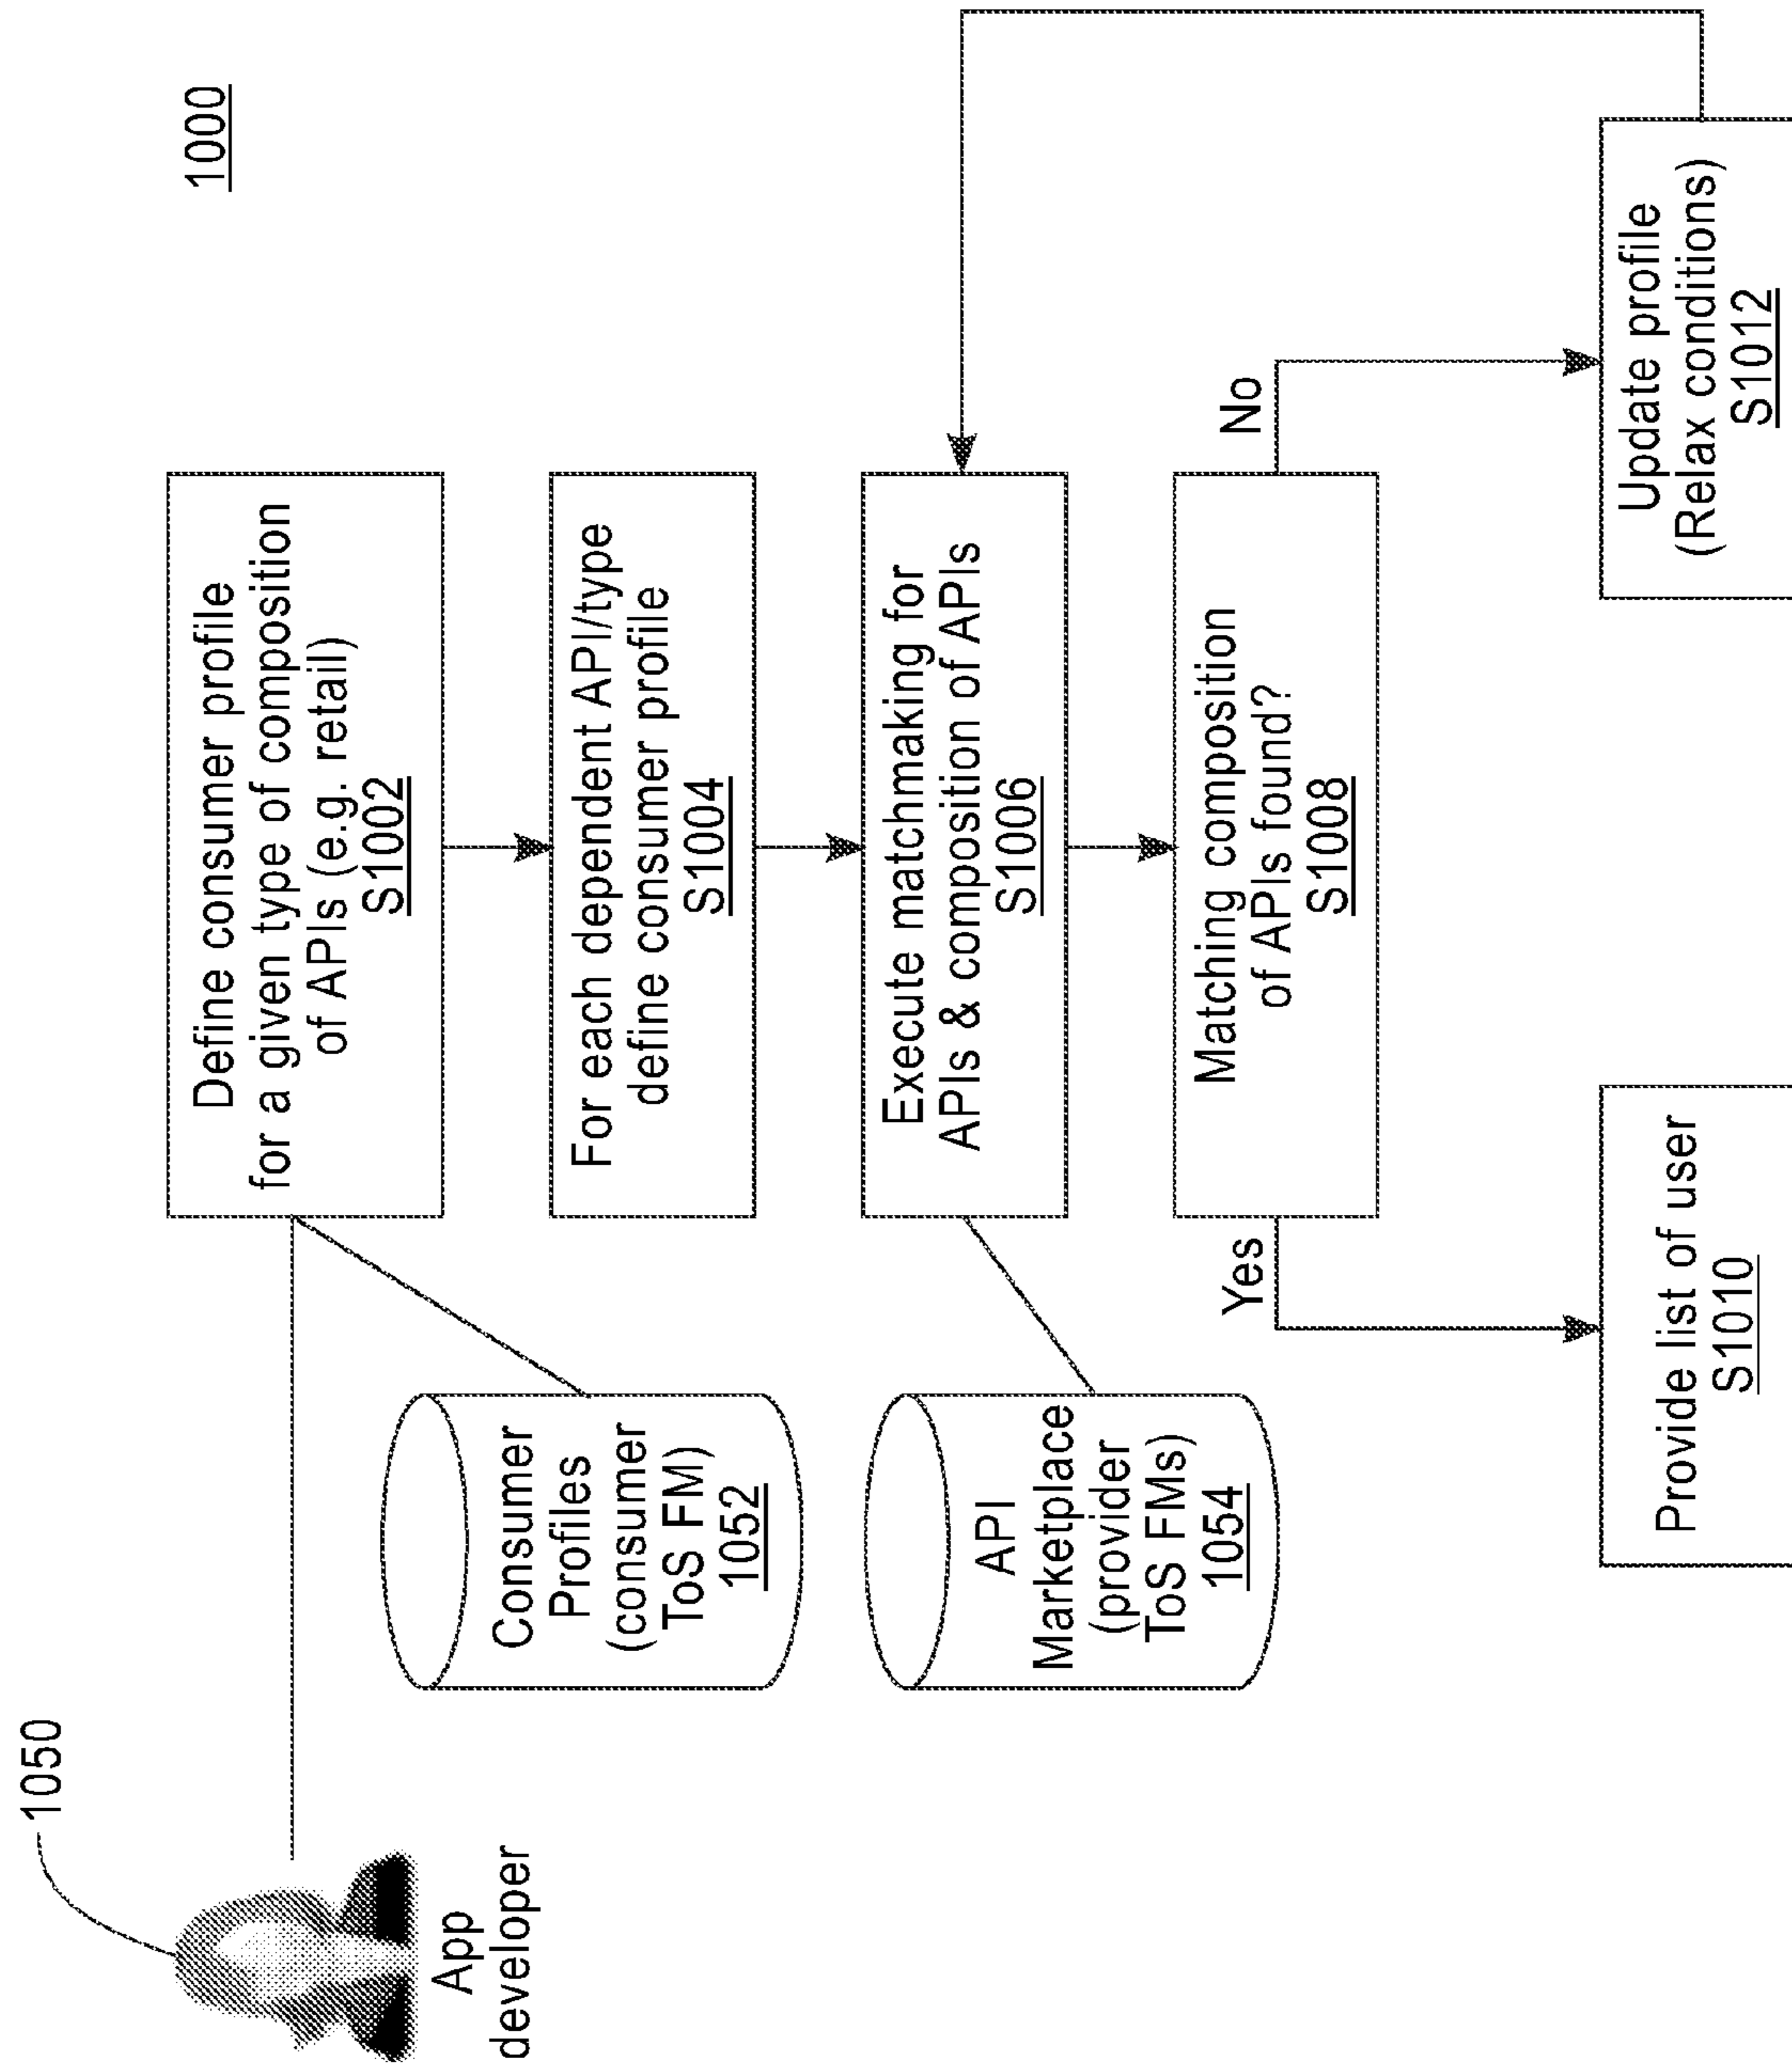 1000
1050
App
developer
Define consumer profile
for a given type of composition
of APIs (e.g. retail)
S1002
Consumer
Profiles
(consumer
ToS FM)
1052
For each dependent API/type
define consumer profile
S1004
Execute matchmaking for
APIs & composition of APIs
S1006
API
Marketplace
(provider
ToS FMs)
1054
Matching composition
of APIs found?
S1008
Yes
No
Provide list of user
S1010
Update profile
(Relax conditions)
S1012